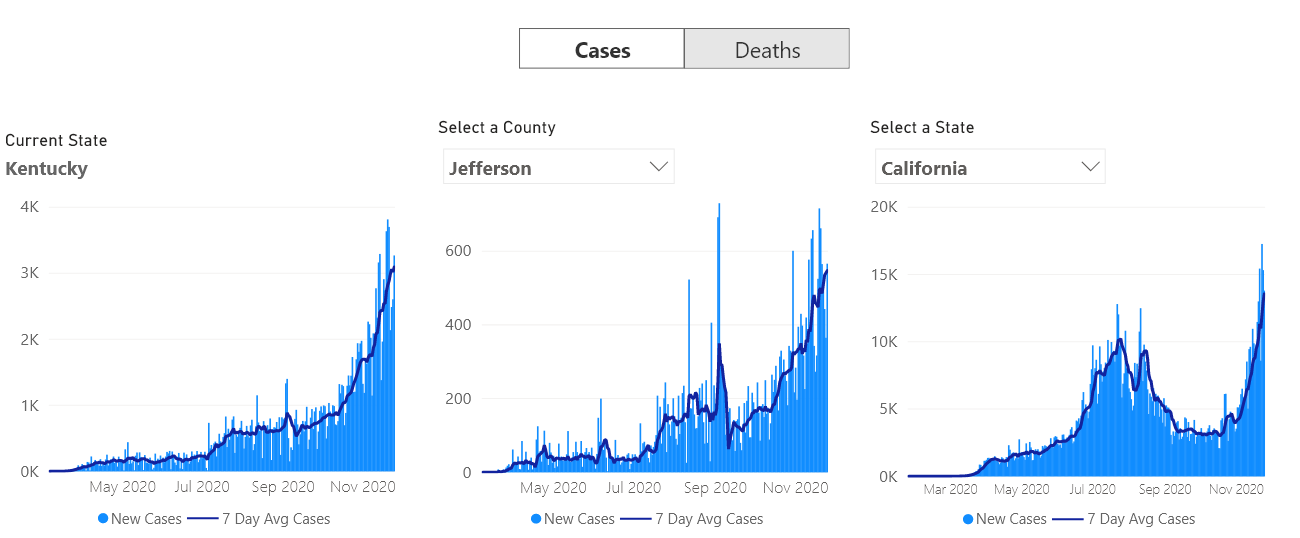 Cases Deaths
Current State
Kentucky
4K
3K
2K
1K
0K
May 2020 Jul 2020 Sep 2020 Nov 2020
New Cases 7 Day Avg Cases
Select a County
Jefferson
600
400
200
0
May 2020 Jul 2020 Sep 2020 Nov 2020
New Cases 7 Day Avg Cases
Select a State
California
20K
15K
10K
5K
0K
Mar 2020 May 2020 Jul 2020 Sep 2020 Nov 2020
New Cases 7 Day Avg Cases